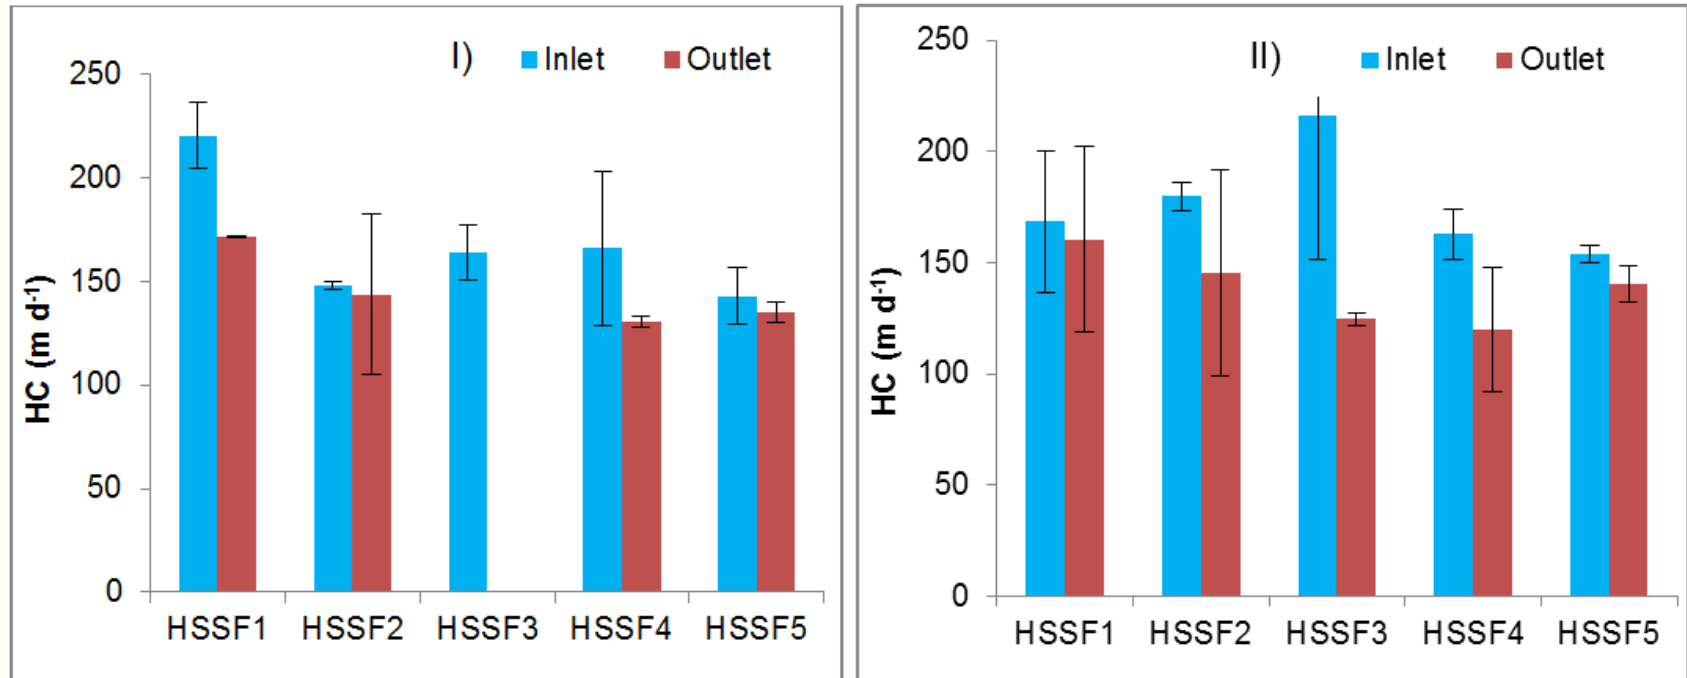 I) Inlet Outlet
250
200
150
100
50
0
HC (m d-1)
HSSF1 HSSF2 HSSF3 HSSF4 HSSF5
II) Inlet Outlet
250
200
150
100
50
0
HC (m d-1)
HSSF1 HSSF2 HSSF3 HSSF4 HSSF5